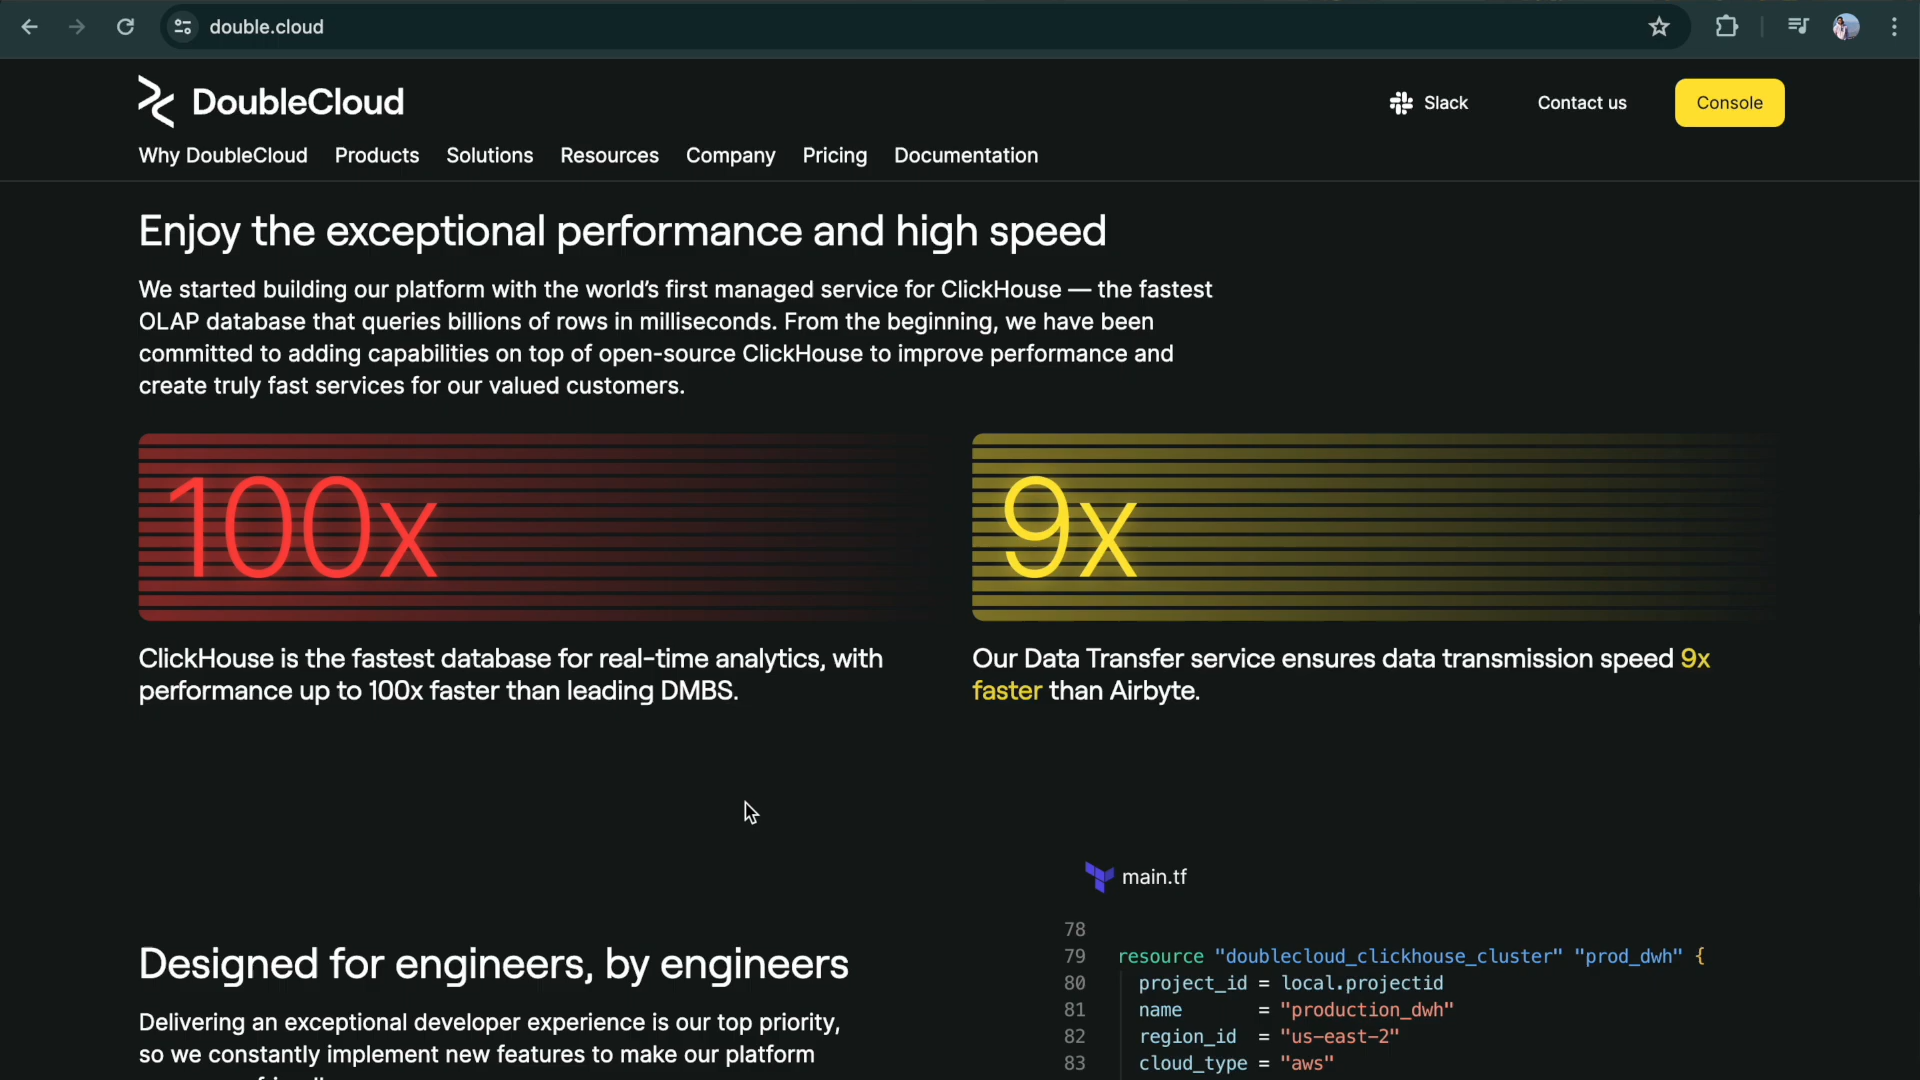 double.cloud
DoubleCloud
Slack
Contact us
Console
Why DoubleCloud
Products
Solutions
Resources
Company
Pricing
Documentation
Enjoy the exceptional performance and high speed
We started building our platform with the world's first managed service for ClickHouse — the fastest
OLAP database that queries billions of rows in milliseconds. From the beginning, we have been
committed to adding capabilities on top of open-source ClickHouse to improve performance and
create truly fast services for our valued customers.
100x
9x
ClickHouse is the fastest database for real-time analytics, with
performance up to 100x faster than leading DMBS.
Our Data Transfer service ensures data transmission speed 9x
faster than Airbyte.
main.tf
78
79 resource "doublecloud_clickhouse_cluster" "prod_dwh" {
80 project_id = local.projectid
81 name = "production_dwh"
82 region_id = "us-east-2"
83 cloud_type = "aws"
Designed for engineers, by engineers
Delivering an exceptional developer experience is our top priority,
so we constantly implement new features to make our platform